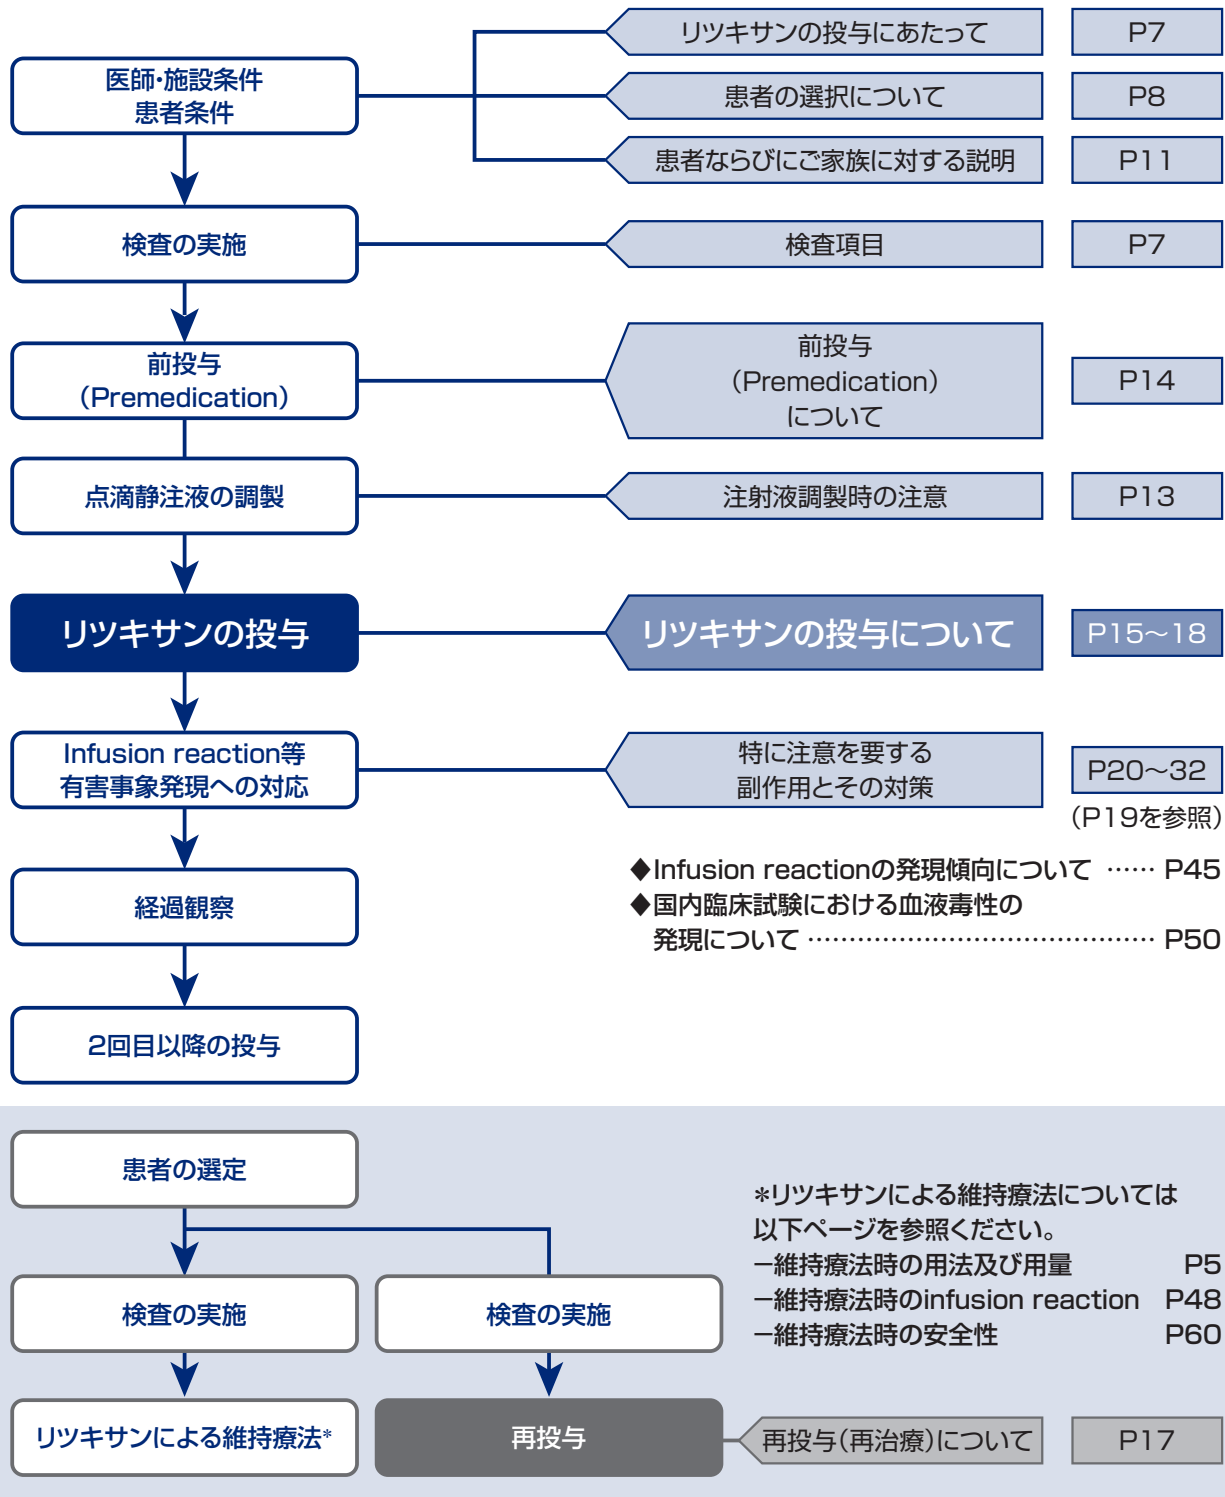 医師・施設条件
患者条件
リツキサンの投与にあたって P7
患者の選択について P8
患者ならびにご家族に対する説明 P11
検査の実施
検査項目 P7
前投与
（Premedication）
前投与
（Premedication）
について
P14
点滴静注液の調製
注射液調製時の注意 P13
リツキサンの投与
リツキサンの投与について P15〜18
Infusion reaction等
有害事象発現への対応
特に注意を要する
副作用とその対策
P20〜32
（P19を参照）
◆Infusion reactionの発現傾向について …… P45
◆国内臨床試験における血液毒性の
発現について …………………………………… P50
経過観察
2回目以降の投与
患者の選定
検査の実施
検査の実施
リツキサンによる維持療法*
再投与
再投与（再治療）について P17
*リツキサンによる維持療法については
以下ページを参照ください。
－維持療法時の用法及び用量 P5
－維持療法時のinfusion reaction P48
－維持療法時の安全性 P60